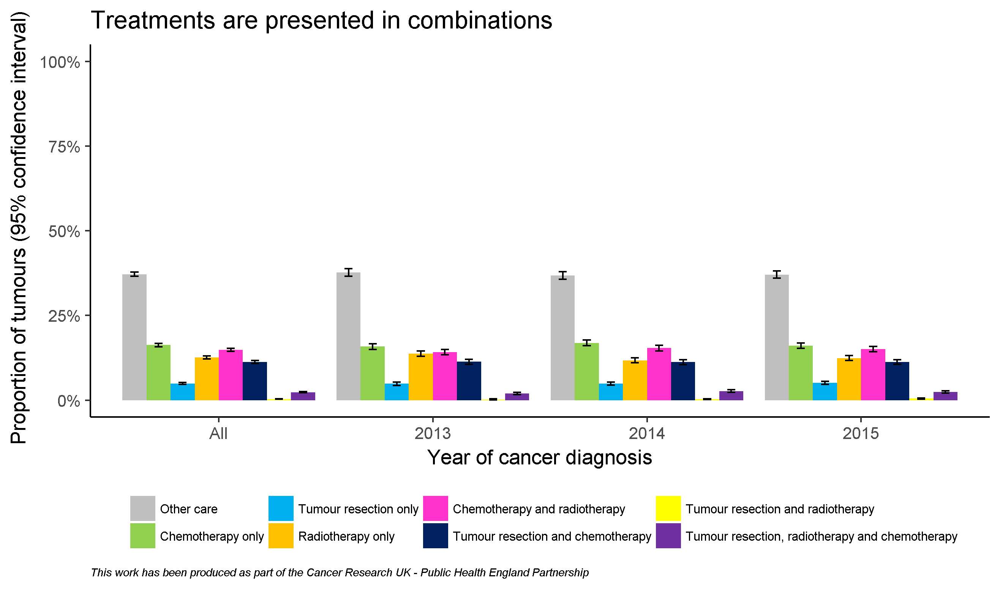 Treatments are presented in combinations
Proportion of tumours (95% confidence interval)
100%
75%
50%
25%
0%
All 2013 2014 2015
Year of cancer diagnosis
Other care Tumour resection only Chemotherapy and radiotherapy Tumour resection and radiotherapy
Chemotherapy only Radiotherapy only Tumour resection and chemotherapy Tumour resection, radiotherapy and chemotherapy
This work has been produced as part of the Cancer Research UK - Public Health England Partnership